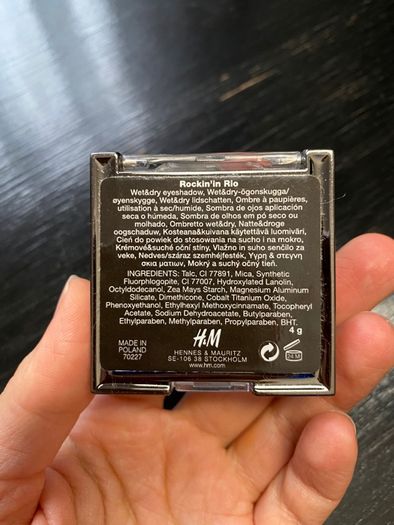 Rockin'in Rio
Wet&dry eyeshadow, Wet&dry-ögonskugga/
øyenskygge, Wet&dry lidschatten, Ombre à paupières,
utilisation à sec/humide, Sombra de ojos aplicación
seca o húmeda, Sombra de olhos em pó seco ou
molhado, Ombretto wet&dry, Natte&droge
oogschaduw, Kosteana&kuivana käytettävä luomiväri,
Cień do powiek do stosowania na sucho i na mokro,
Krémové&suché oční stíny, Vlažno in suho senčilo za
veke, Nedves/száraz szemhéjfesték, Υγρη & στεγνη
σκια ματιων, Mokrý a suchý očný tieň.
INGREDIENTS: Talc, CI 77891, Mica, Synthetic
Fluorphlogopite, CI 77007, Hydroxylated Lanolin,
Octyldodecanol, Zea Mays Starch, Magnesium Aluminum
Silicate, Dimethicone, Cobalt Titanium Oxide,
Phenoxyethanol, Ethylhexyl Methoxycinnamate, Tocopheryl
Acetate, Sodium Dehydroacetate, Butylparaben,
Ethylparaben, Methylparaben, Propylparaben, BHT.
4 g
MADE IN
POLAND
70227
H&M
HENNES & MAURITZ
SE-106 38 STOCKHOLM
www.hm.com